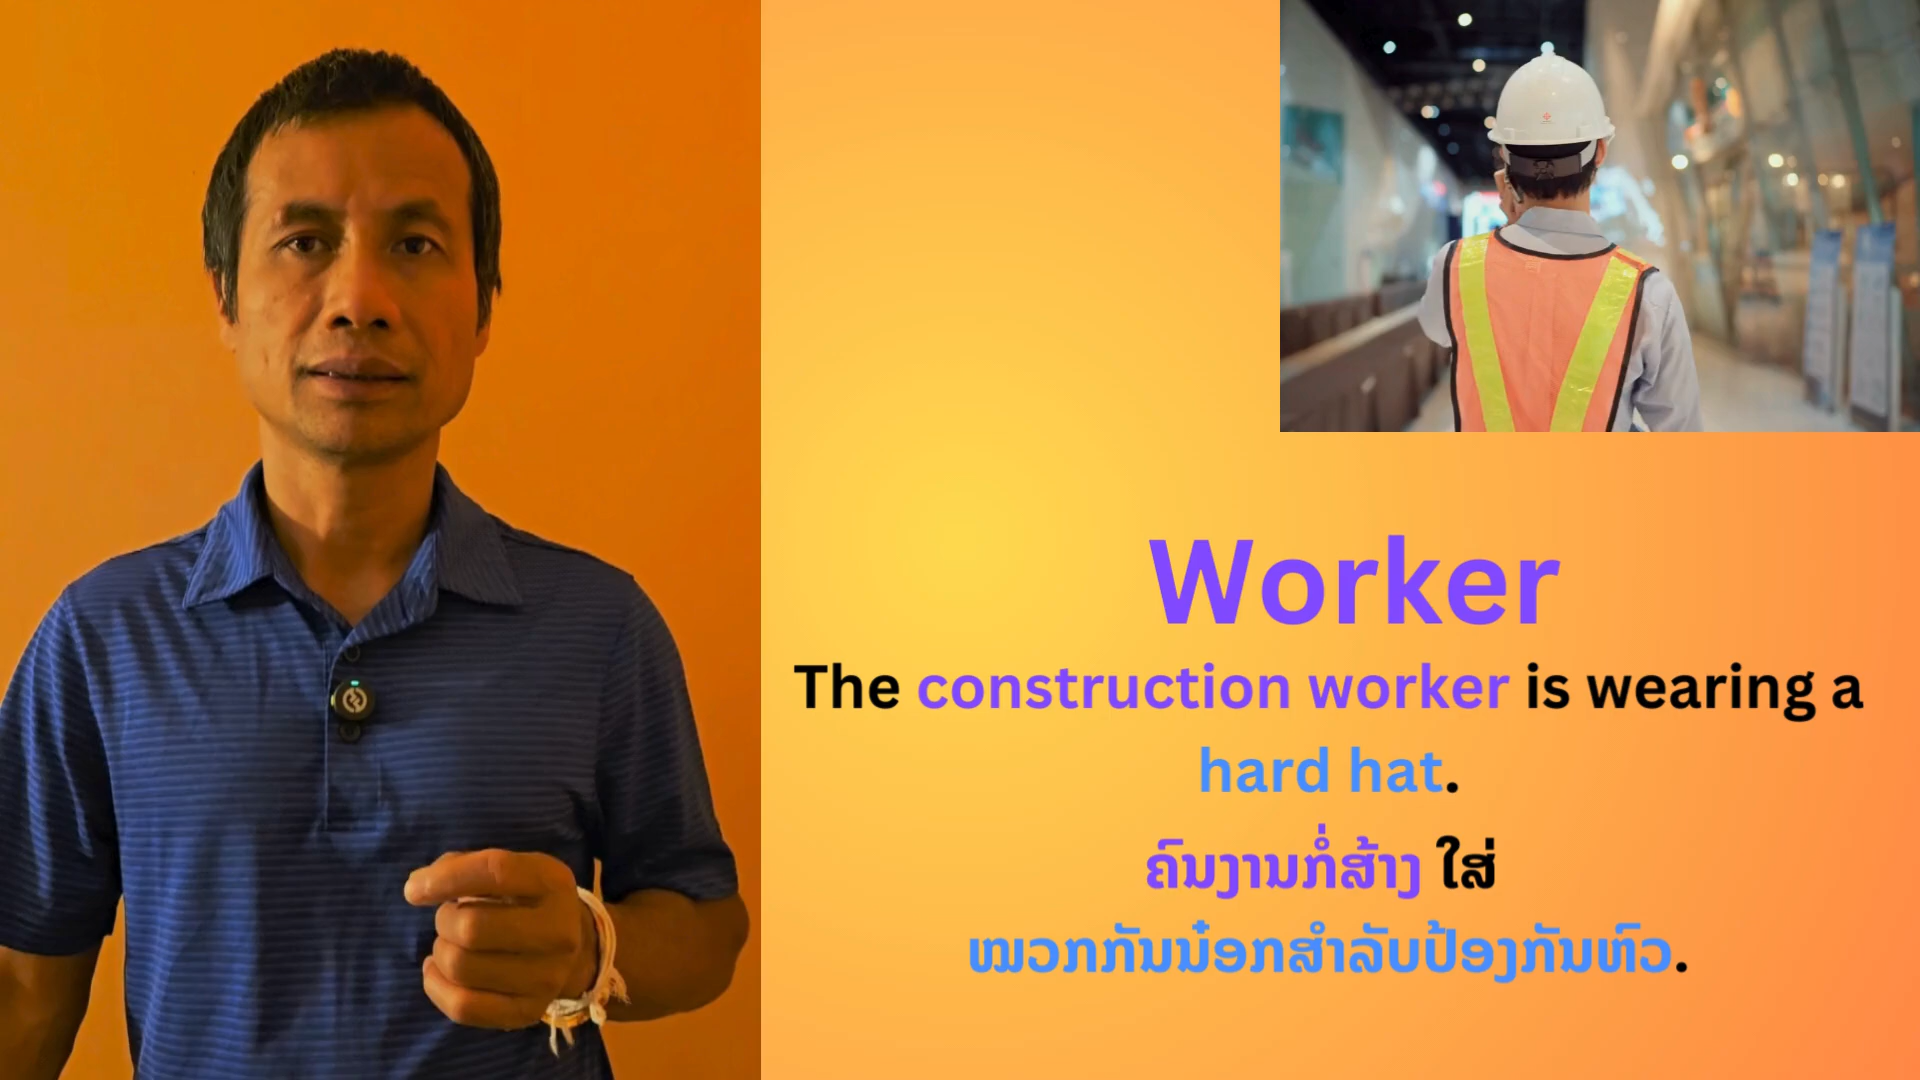 Worker
The construction worker is wearing a
hard hat.
ຄົນງານກໍ່ສ້າງ ໃສ່
ໝວກກັນນ໋ອກສຳລັບປ້ອງກັນຫົວ.